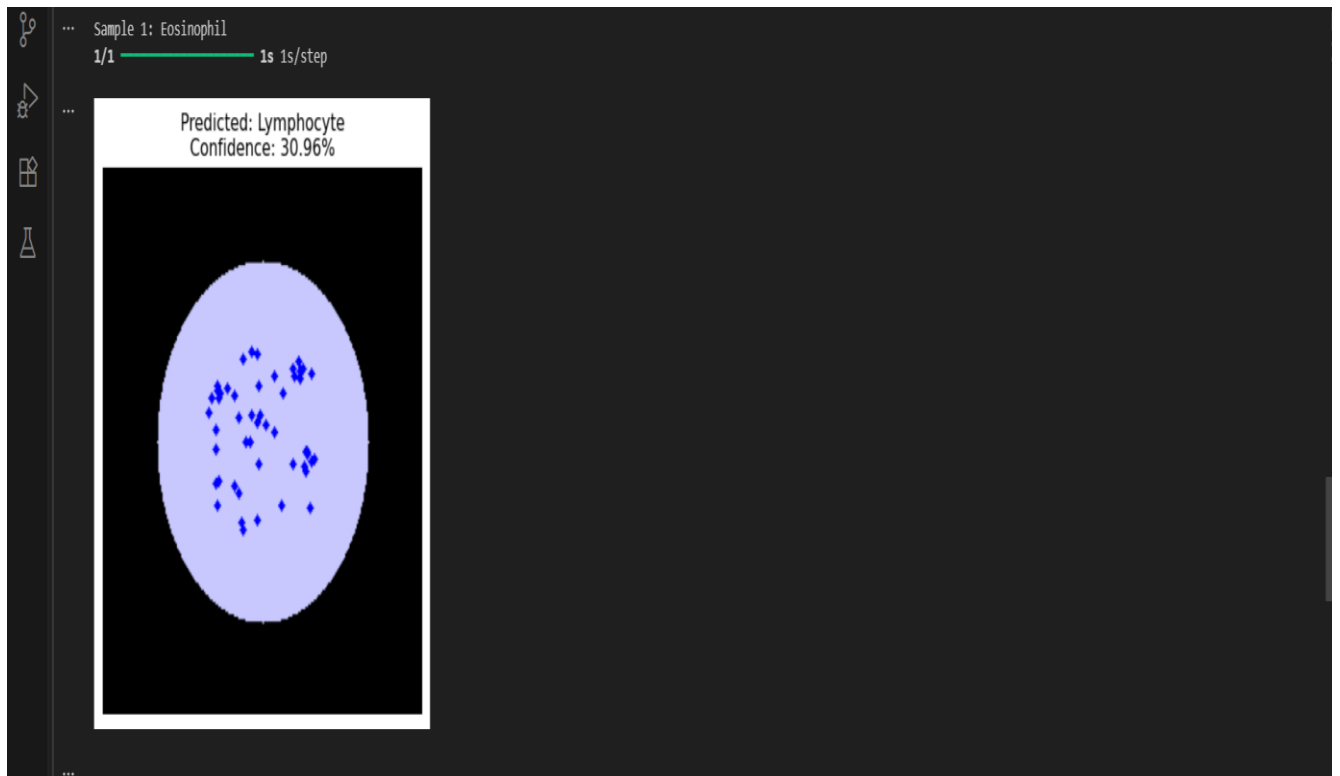 Sample 1: Eosinophil
1/1 1s 1s/step
Predicted: Lymphocyte
Confidence: 30.96%